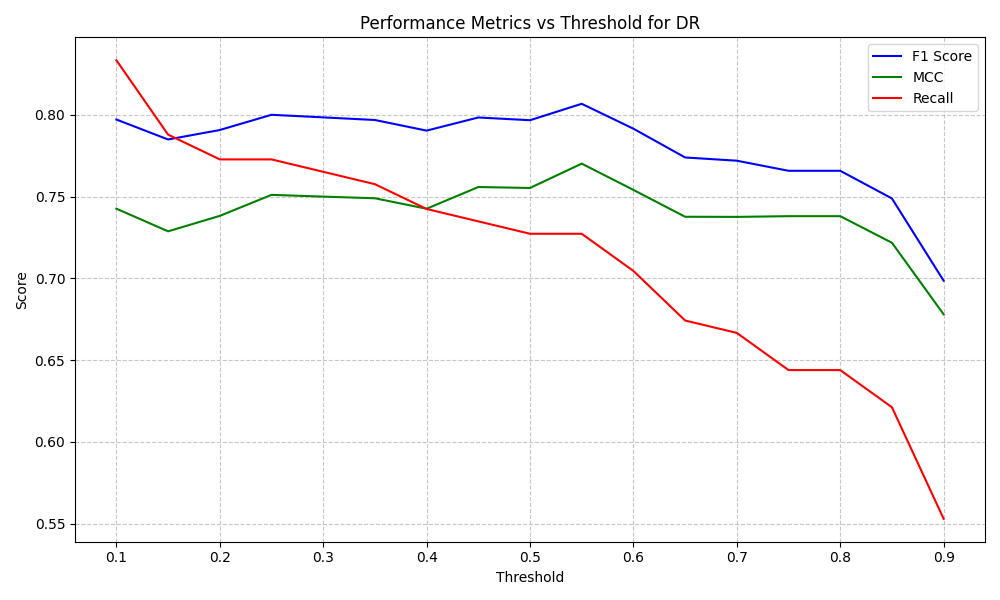 Performance Metrics vs Threshold for DR
F1 Score
MCC
Recall
Score
0.80
0.75
0.70
0.65
0.60
0.55
0.1 0.2 0.3 0.4 0.5 0.6 0.7 0.8 0.9
Threshold